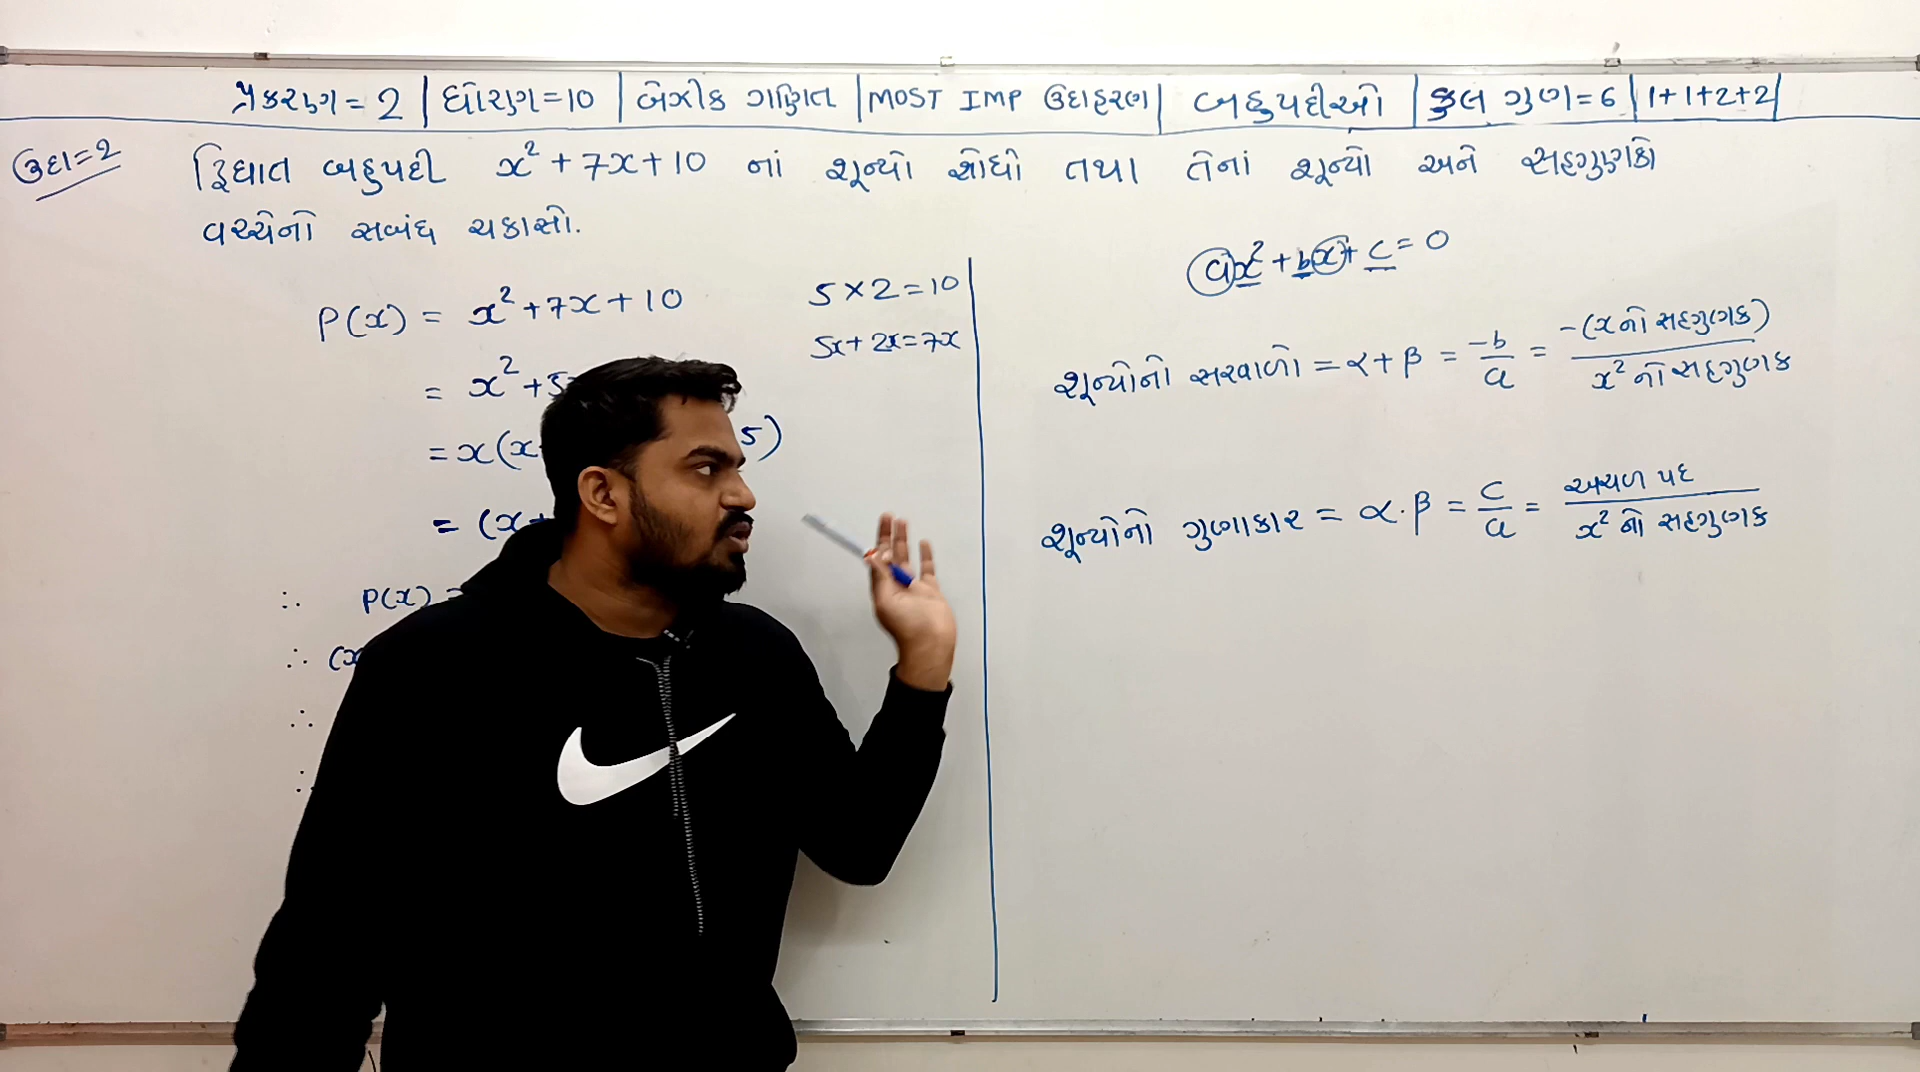 પ્રકરણ = 2 | ધોરણ = 10 | બેઝીક ગણિત | MOST IMP ઉદાહરણ | બહુપદીઓ | કુલ ગુણ = 6 | 1+1+2+2
ઉદા = 2 દ્વિઘાત બહુપદી x² + 7x + 10 નાં શૂન્યો શોધો તથા તેનાં શૂન્યો અને સહગુણકો
વચ્ચેનો સબંધ ચકાસો.
P(x) = x² + 7x + 10
= x² + 5
= x(x 5)
= (x+
∴ P(x) =
∴ (x
∴
∴
5 × 2 = 10
5x + 2x = 7x
ax² + bx + c = 0
શૂન્યોનો સરવાળો = α + β = -b/a = -(x નો સહગુણક)/x² નો સહગુણક
શૂન્યોનો ગુણાકાર = α . β = c/a = અચળ પદ/x² નો સહગુણક